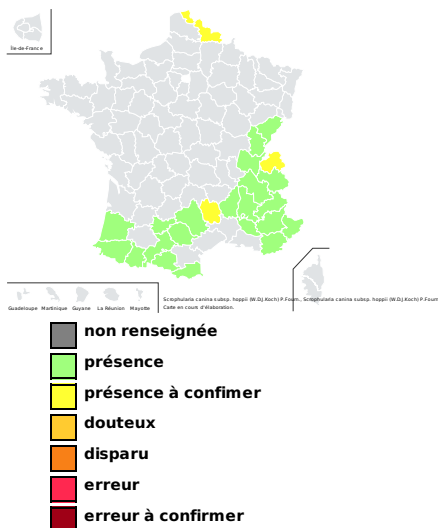 Île-de-France
Guadeloupe Martinique Guyane La Réunion Mayotte
Scrophularia canina subsp. hoppii (W.D.J.Koch) P.Fourn., Scrophularia canina subsp. hoppii (W.D.J.Koch) P.Fourn
Carte en cours d'élaboration.
non renseignée
présence
présence à confimer
douteux
disparu
erreur
erreur à confirmer